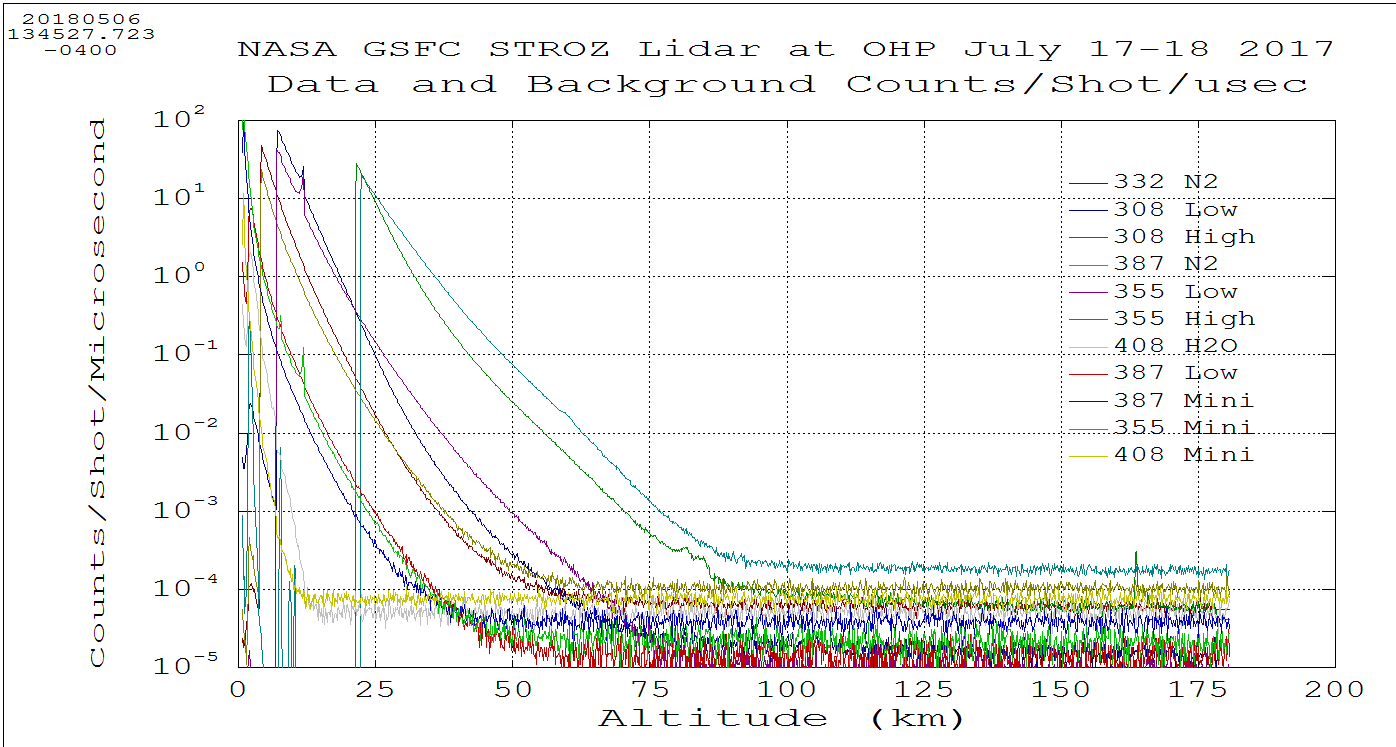 20180506
134527.723
-0400
NASA GSFC STROZ Lidar at OHP July 17-18 2017
Data and Background Counts/Shot/usec
Counts/Shot/Microsecond
10²
10¹
10⁰
10⁻¹
10⁻²
10⁻³
10⁻⁴
10⁻⁵
332 N2
308 Low
308 High
387 N2
355 Low
355 High
408 H2O
387 Low
387 Mini
355 Mini
408 Mini
0 25 50 75 100 125 150 175 200
Altitude (km)